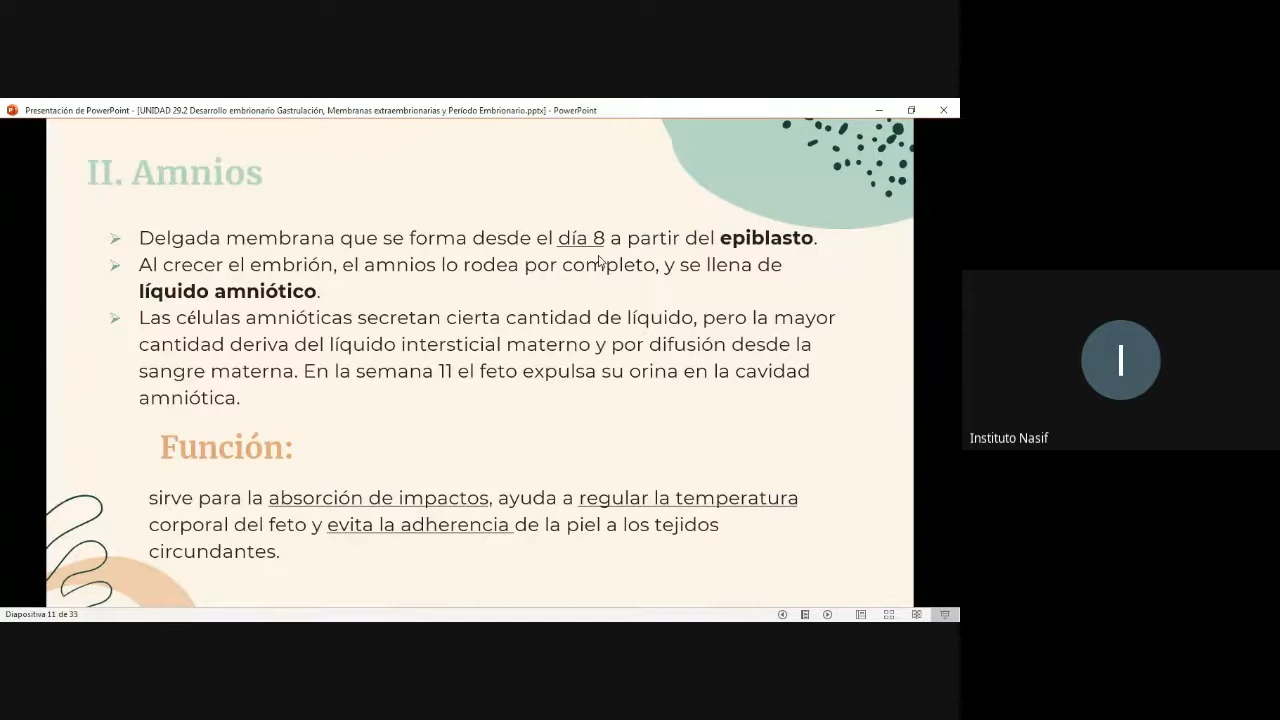 Presentación de PowerPoint - [UNIDAD 29.2 Desarrollo embrionario Gastrulación, Membranas extraembrionarias y Período Embrionario.pptx] - PowerPoint
II. Amnios
Delgada membrana que se forma desde el día 8 a partir del epiblasto.
Al crecer el embrión, el amnios lo rodea por completo, y se llena de
líquido amniótico.
Las células amnióticas secretan cierta cantidad de líquido, pero la mayor
cantidad deriva del líquido intersticial materno y por difusión desde la
sangre materna. En la semana 11 el feto expulsa su orina en la cavidad
amniótica.
Función:
sirve para la absorción de impactos, ayuda a regular la temperatura
corporal del feto y evita la adherencia de la piel a los tejidos
circundantes.
Diapositiva 11 de 33
I
Instituto Nasif